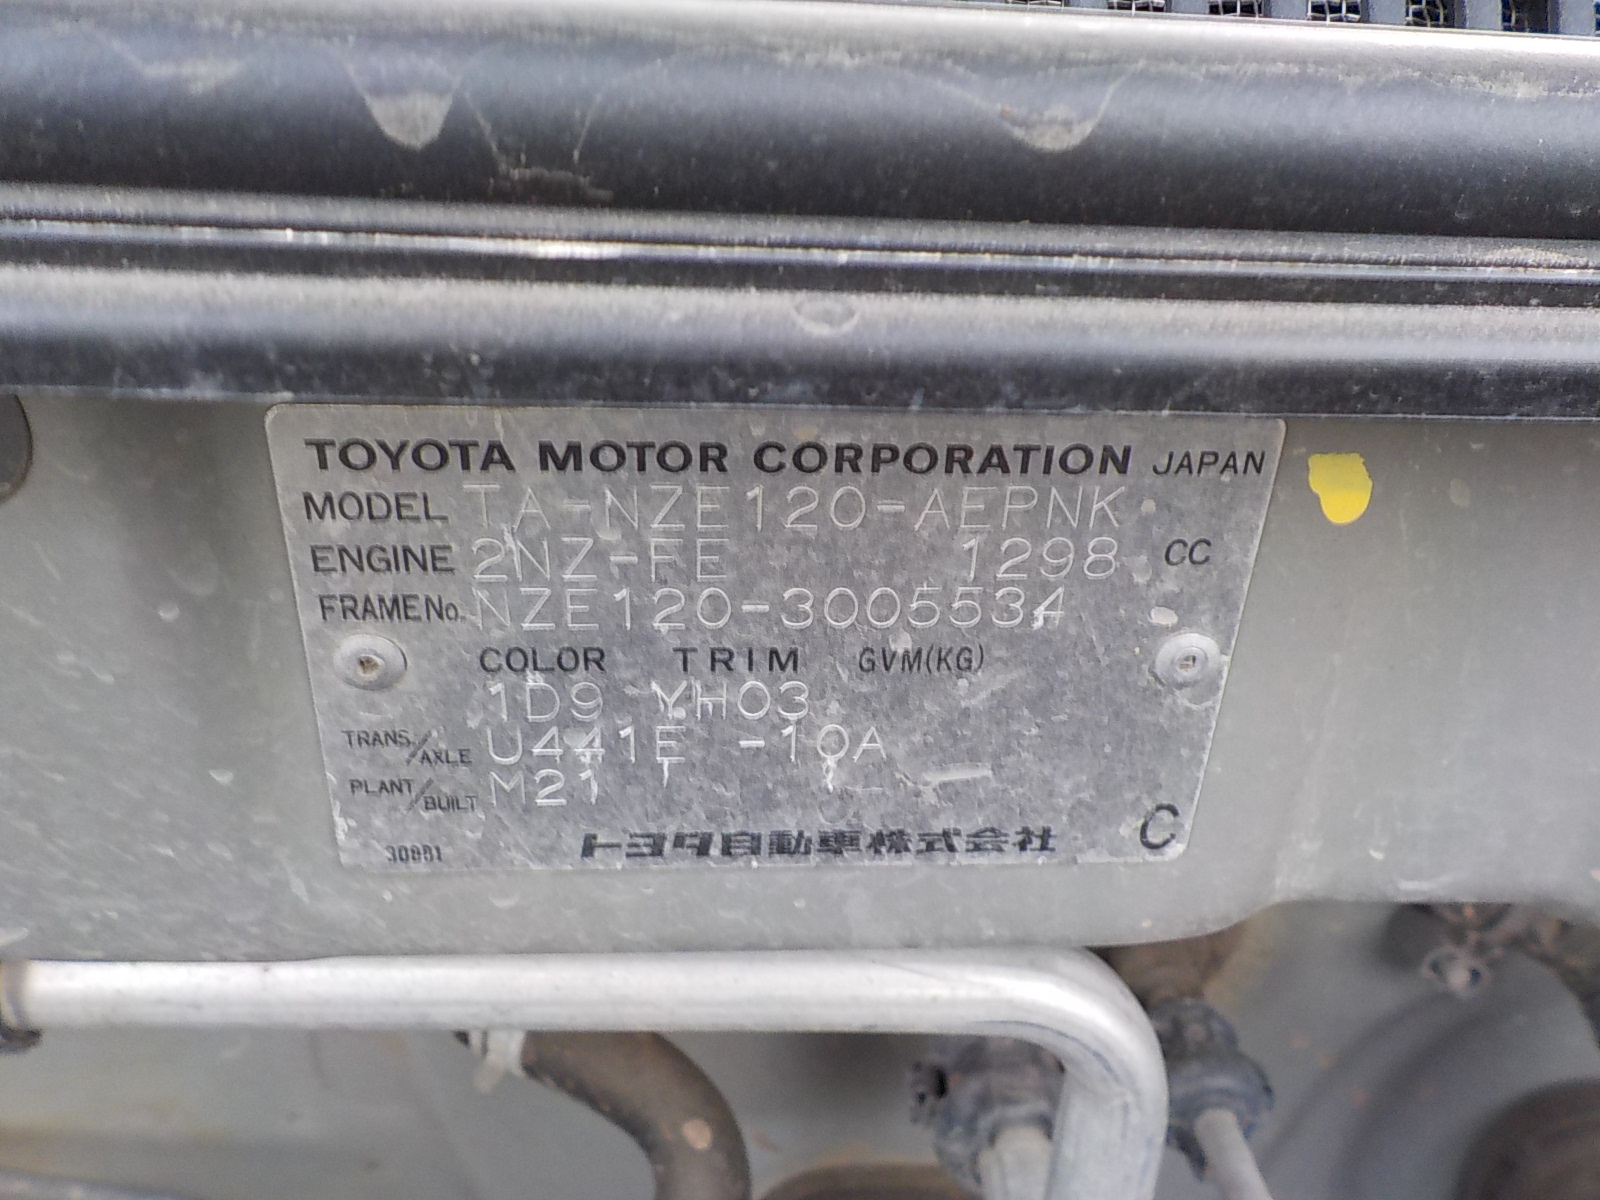 TOYOTA MOTOR CORPORATION JAPAN
MODEL TA-NZE120-AEPNK
ENGINE 2NZ-FE 1298 CC
FRAME No. NZE120-3005534
COLOR TRIM GVM(KG)
1D9 YH03
TRANS./AXLE U441E -10A
PLANT/BUILT M21
30981 トヨタ自動車株式会社 C